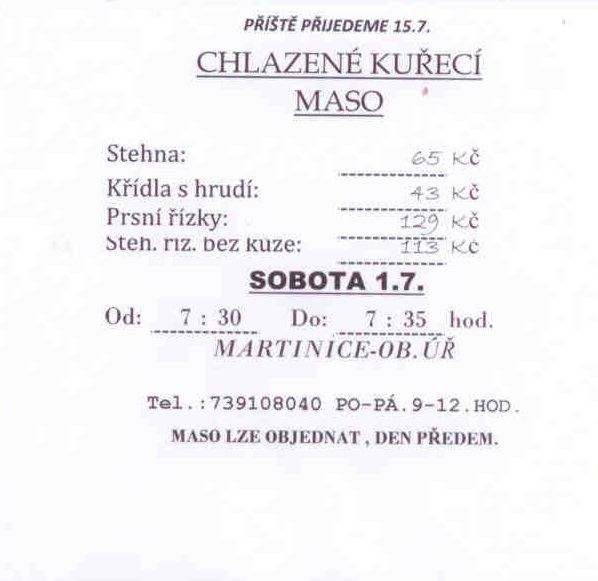 PŘÍŠTĚ PŘIJEDEME 15.7.
CHLAZENÉ KUŘECÍ
MASO
Stehna: 65 Kč
Křídla s hrudí: 43 Kč
Prsní řízky: 129 Kč
Steh. říz. bez kůže: 113 Kč
SOBOTA 1.7.
Od: 7 : 30 Do: 7 : 35 hod.
MARTINICE-OB.ÚŘ
Tel.:739108040 PO-PÁ.9-12.HOD.
MASO LZE OBJEDNAT , DEN PŘEDEM.